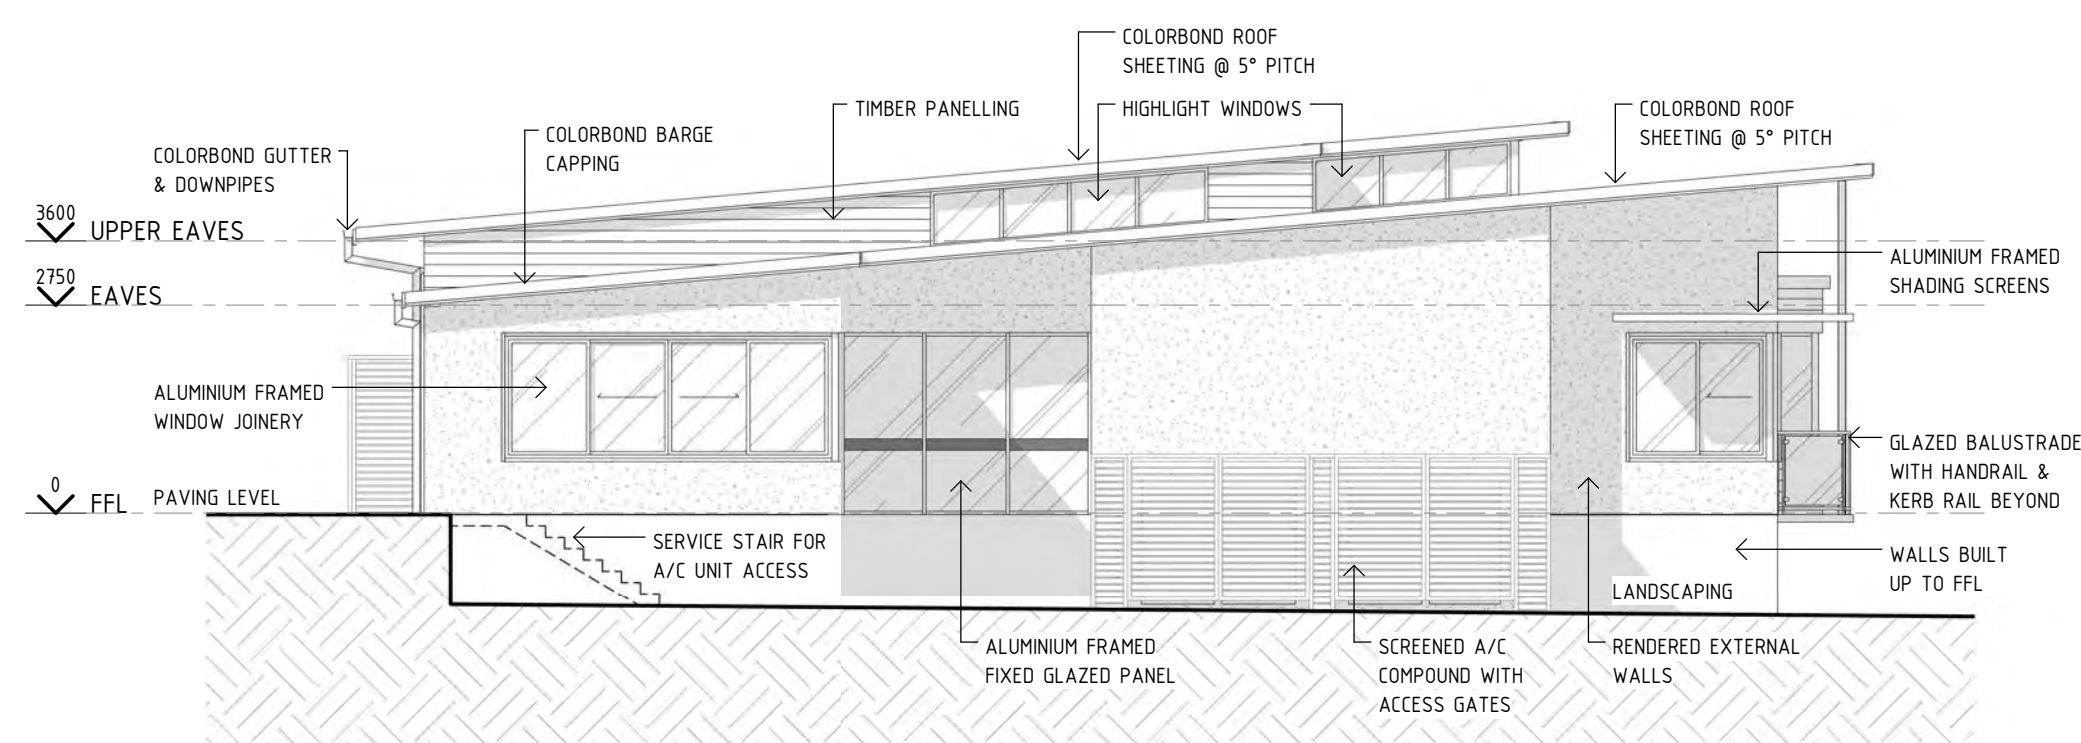 COLORBOND ROOF
SHEETING @ 5° PITCH
TIMBER PANELLING
HIGHLIGHT WINDOWS
COLORBOND ROOF
SHEETING @ 5° PITCH
COLORBOND BARGE
CAPPING
COLORBOND GUTTER
& DOWNPIPES
3600
UPPER EAVES
2750
EAVES
ALUMINIUM FRAMED
SHADING SCREENS
ALUMINIUM FRAMED
WINDOW JOINERY
GLAZED BALUSTRADE
WITH HANDRAIL &
KERB RAIL BEYOND
0
FFL
PAVING LEVEL
SERVICE STAIR FOR
A/C UNIT ACCESS
WALLS BUILT
UP TO FFL
LANDSCAPING
ALUMINIUM FRAMED
FIXED GLAZED PANEL
SCREENED A/C
COMPOUND WITH
ACCESS GATES
RENDERED EXTERNAL
WALLS